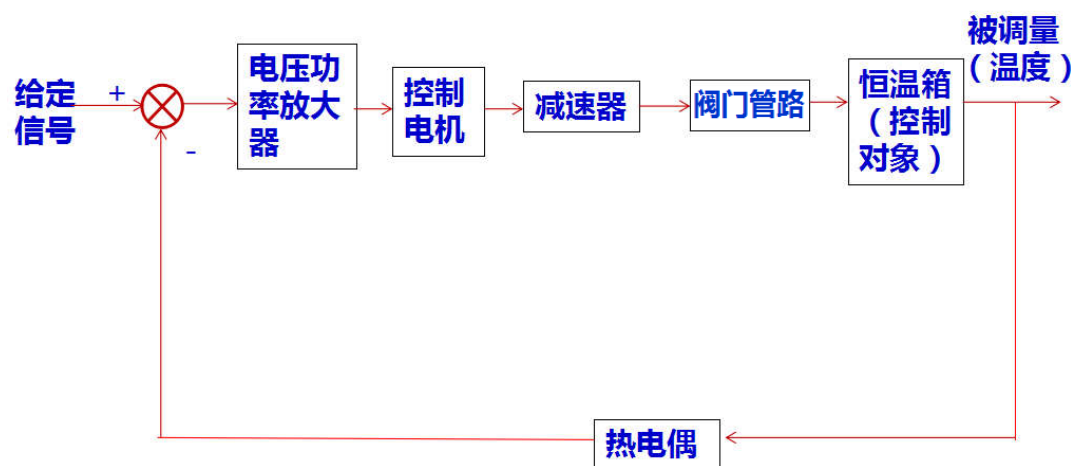 给定
信号
+
-
电压功
率放大
器
控制
电机
减速器
阀门管路
恒温箱
（控制
对象）
被调量
（温度）
热电偶